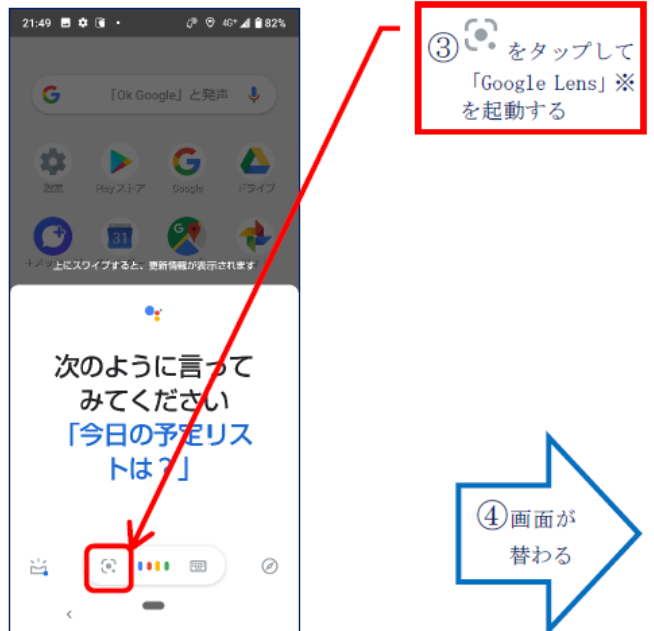 21:49
4G+
82%
③ をタップして
「Google Lens」※
を起動する
「Ok Google」と発声
設定
Play ストア
Google
ドライブ
31
上にスワイプすると、更新情報が表示されます
次のように言って
みてください
「今日の予定リス
トは？」
④画面が
替わる